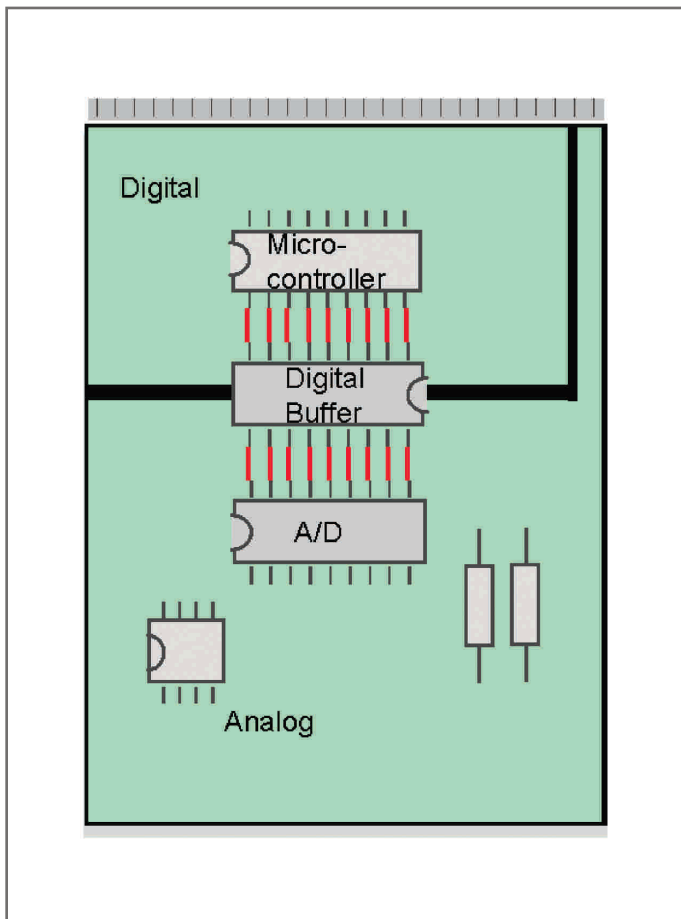 Digital
Micro-
controller
Digital
Buffer
A/D
Analog